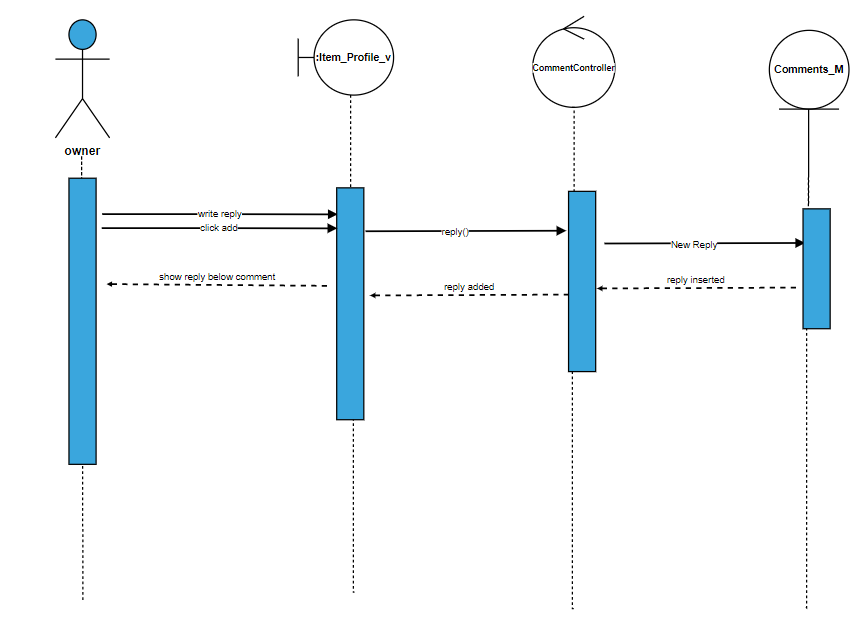 :Item_Profile_v
CommentController
Comments_M
owner
write reply
click add
reply()
New Reply
show reply below comment
reply added
reply inserted